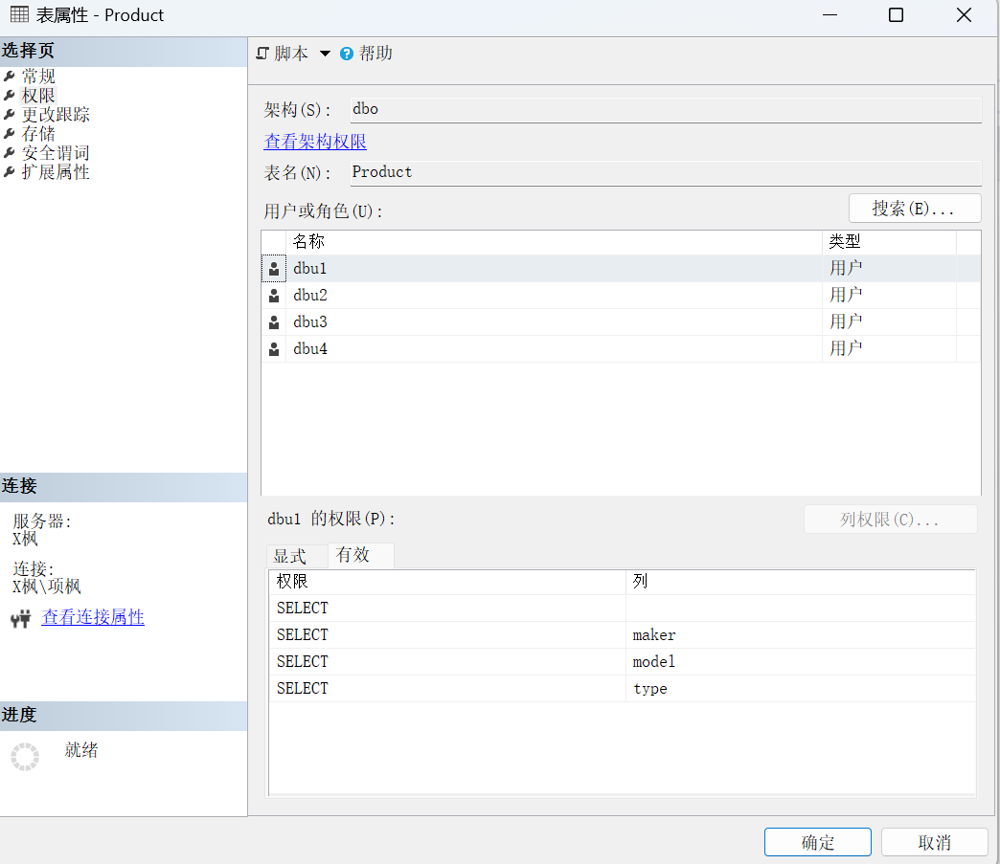 表属性 - Product
选择页
常规
权限
更改跟踪
存储
安全谓词
扩展属性
脚本 帮助
架构(S): dbo
查看架构权限
表名(N): Product
用户或角色(U): 搜索(E)...
名称 类型
dbu1 用户
dbu2 用户
dbu3 用户
dbu4 用户
连接
服务器:
X枫
连接:
X枫\项枫
查看连接属性
进度
就绪
dbu1 的权限(P): 列权限(C)...
显式 有效
权限 列
SELECT
SELECT maker
SELECT model
SELECT type
确定 取消